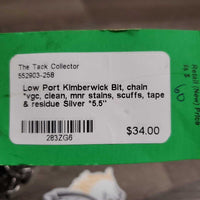 The Tack Collector
552903-258
Low Port Kimberwick Bit, chain
*vgc, clean, mnr stains, scuffs, tape
& residue Silver *5.5"
$34.00
283ZG6